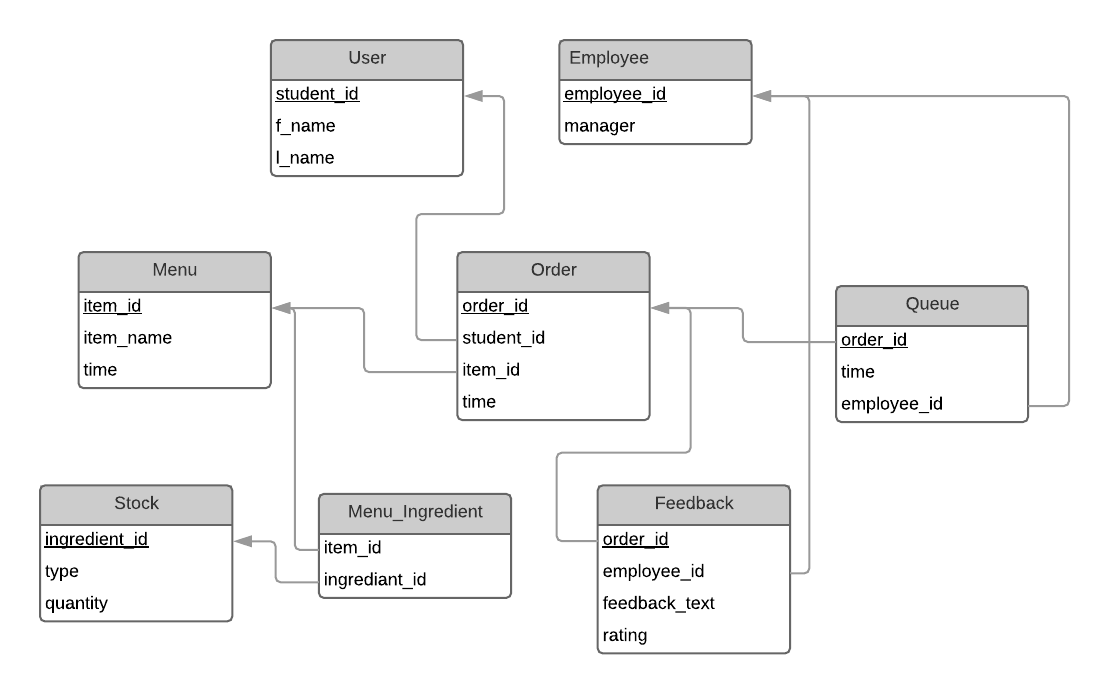 User
student_id
f_name
l_name
Employee
employee_id
manager
Menu
item_id
item_name
time
Order
order_id
student_id
item_id
time
Queue
order_id
time
employee_id
Stock
ingredient_id
type
quantity
Menu_Ingredient
item_id
ingrediant_id
Feedback
order_id
employee_id
feedback_text
rating